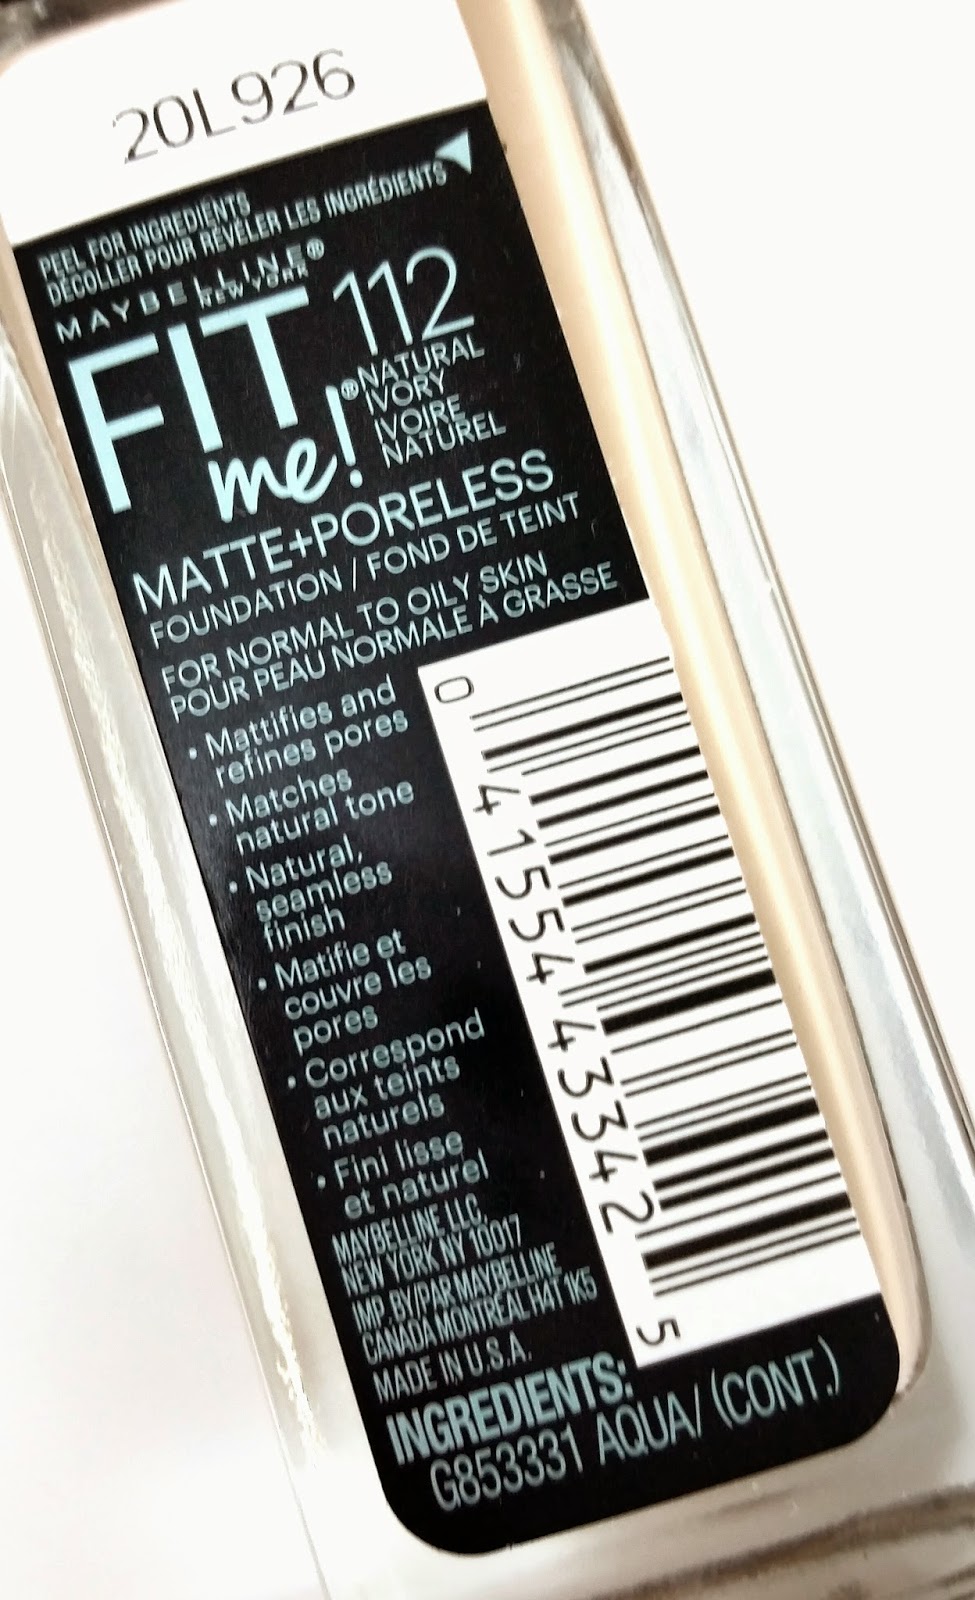 20L926
PEEL FOR INGREDIENTS
DÉCOLLER POUR RÉVÉLER LES INGRÉDIENTS
MAYBELLINE®
NEW YORK
FIT
me!®
112
NATURAL
IVORY
IVOIRE
NATUREL
MATTE+PORELESS
FOUNDATION / FOND DE TEINT
FOR NORMAL TO OILY SKIN
POUR PEAU NORMALE À GRASSE
• Mattifies and
refines pores
• Matches
natural tone
• Natural,
seamless
finish
• Matifie et
couvre les
pores
• Correspond
aux teints
naturels
• Fini lisse
et naturel
MAYBELLINE LLC,
NEW YORK NY 10017
IMP. BY/PAR MAYBELLINE
CANADA MONTRÉAL H4T 1K5
MADE IN U.S.A.
0 41554 43342 5
INGREDIENTS:
G853331 AQUA/ (CONT.)